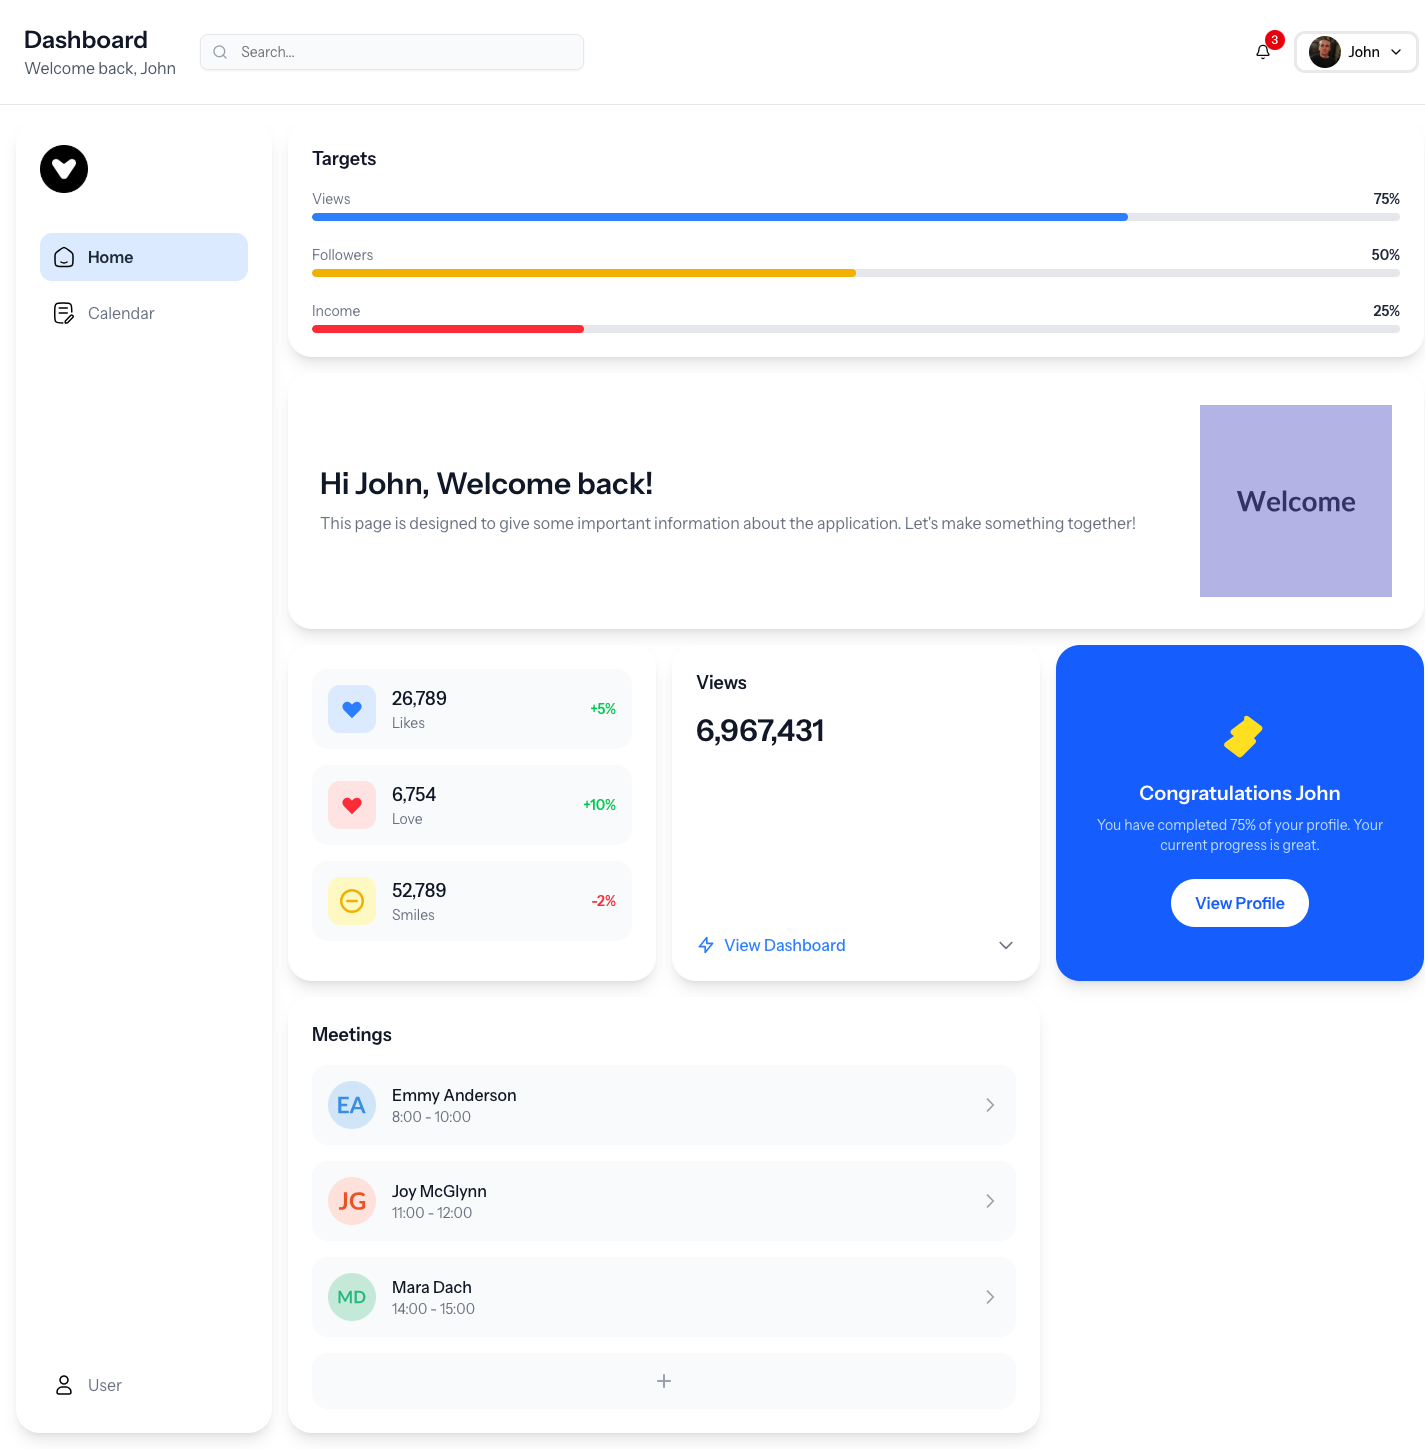 Dashboard
Welcome back, John
Search...
3
John
Home
Calendar
User
Targets
Views
75%
Followers
50%
Income
25%
Hi John, Welcome back!
This page is designed to give some important information about the application. Let's make something together!
Welcome
26,789
Likes
+5%
6,754
Love
+10%
52,789
Smiles
-2%
Views
6,967,431
View Dashboard
Congratulations John
You have completed 75% of your profile. Your
current progress is great.
View Profile
Meetings
EA
Emmy Anderson
8:00 - 10:00
JG
Joy McGlynn
11:00 - 12:00
MD
Mara Dach
14:00 - 15:00